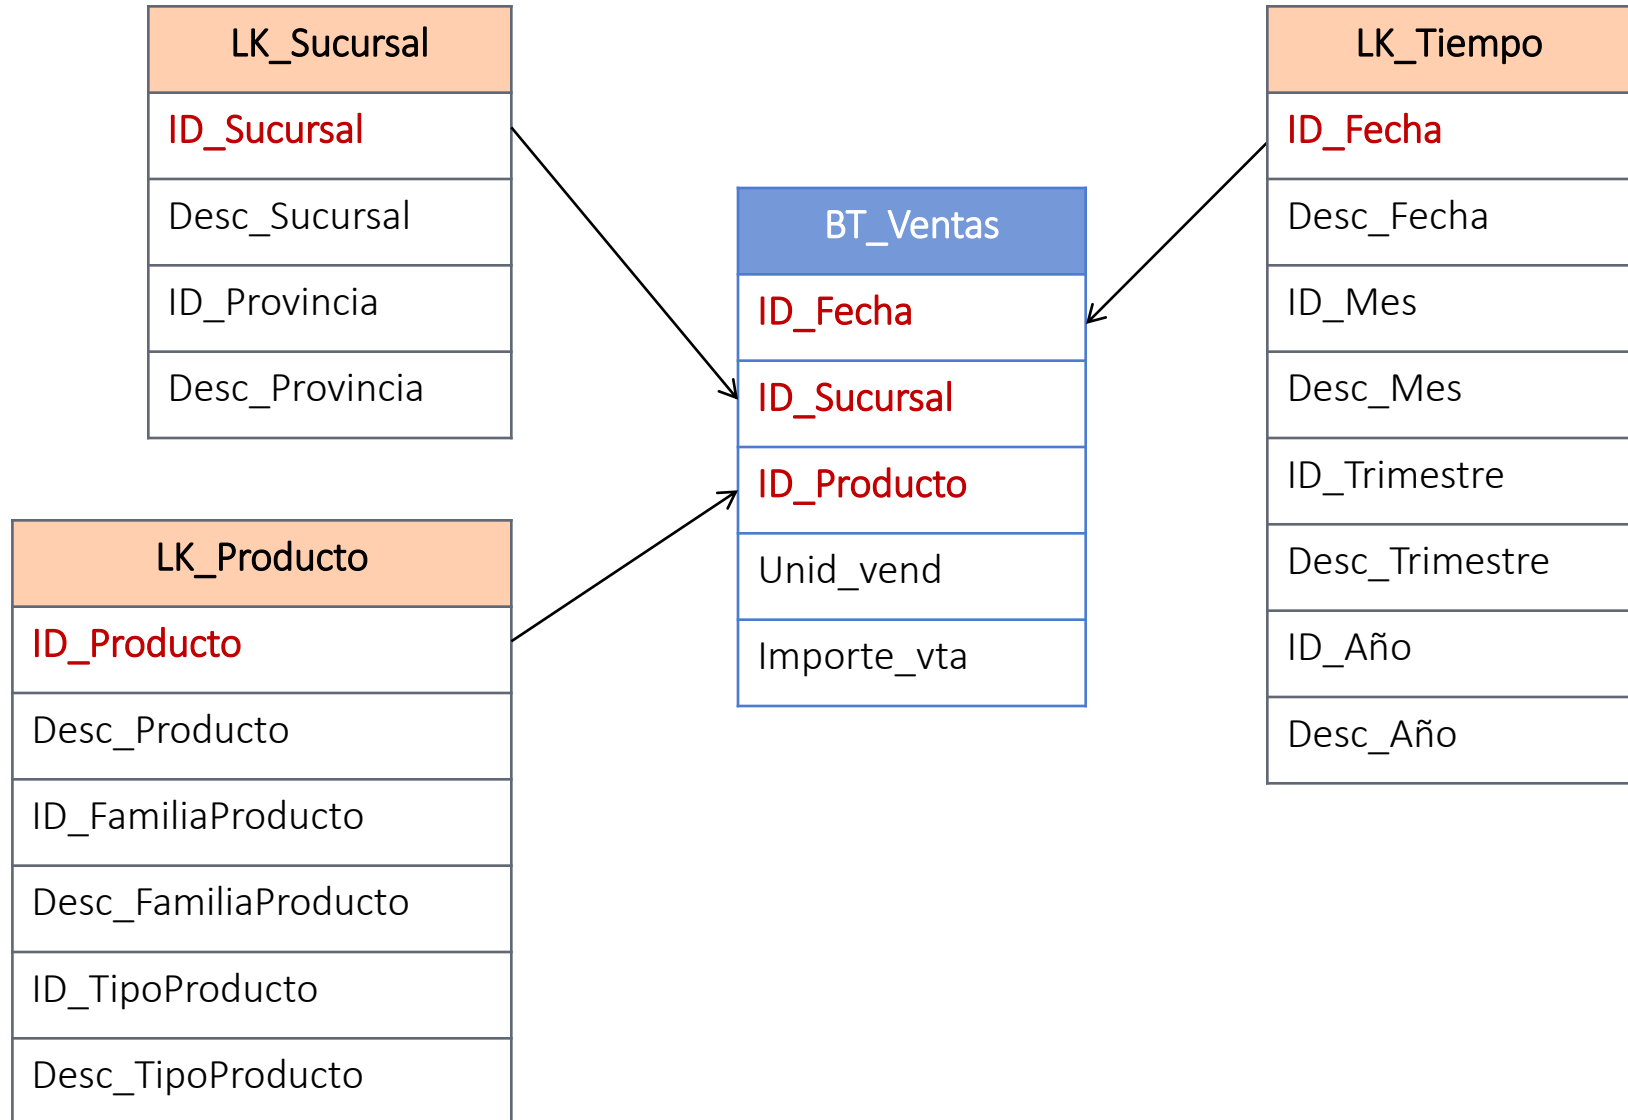 LK_Sucursal
ID_Sucursal
Desc_Sucursal
ID_Provincia
Desc_Provincia
LK_Producto
ID_Producto
Desc_Producto
ID_FamiliaProducto
Desc_FamiliaProducto
ID_TipoProducto
Desc_TipoProducto
BT_Ventas
ID_Fecha
ID_Sucursal
ID_Producto
Unid_vend
Importe_vta
LK_Tiempo
ID_Fecha
Desc_Fecha
ID_Mes
Desc_Mes
ID_Trimestre
Desc_Trimestre
ID_Año
Desc_Año